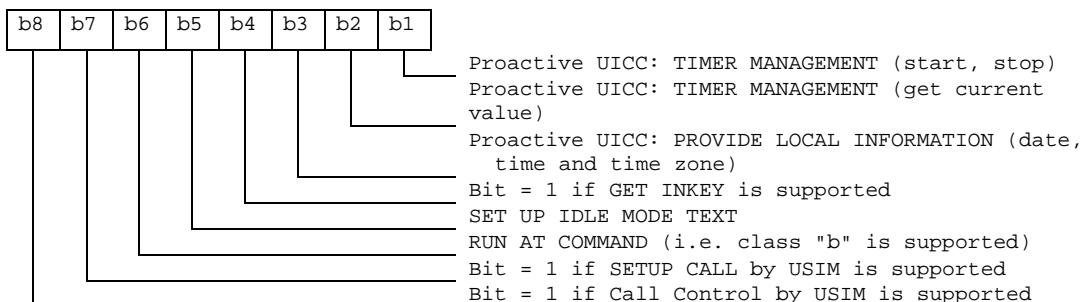 b8 b7 b6 b5 b4 b3 b2 b1
Proactive UICC: TIMER MANAGEMENT (start, stop)
Proactive UICC: TIMER MANAGEMENT (get current
value)
Proactive UICC: PROVIDE LOCAL INFORMATION (date,
time and time zone)
Bit = 1 if GET INKEY is supported
SET UP IDLE MODE TEXT
RUN AT COMMAND (i.e. class "b" is supported)
Bit = 1 if SETUP CALL by USIM is supported
Bit = 1 if Call Control by USIM is supported